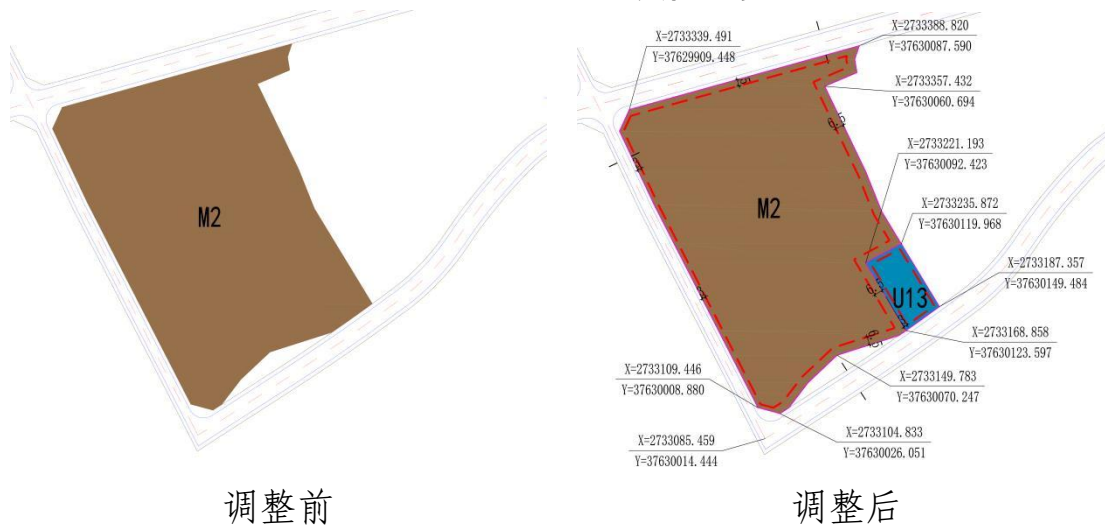 M2
X=2733339.491
Y=37629909.448
X=2733388.820
Y=37630087.590
X=2733357.432
Y=37630060.694
X=2733221.193
Y=37630092.423
M2
X=2733235.872
Y=37630119.968
X=2733187.357
Y=37630149.484
U13
X=2733168.858
Y=37630123.597
X=2733109.446
Y=37630008.880
X=2733149.783
Y=37630070.247
X=2733104.833
Y=37630026.051
X=2733085.459
Y=37630014.444
调整前
调整后